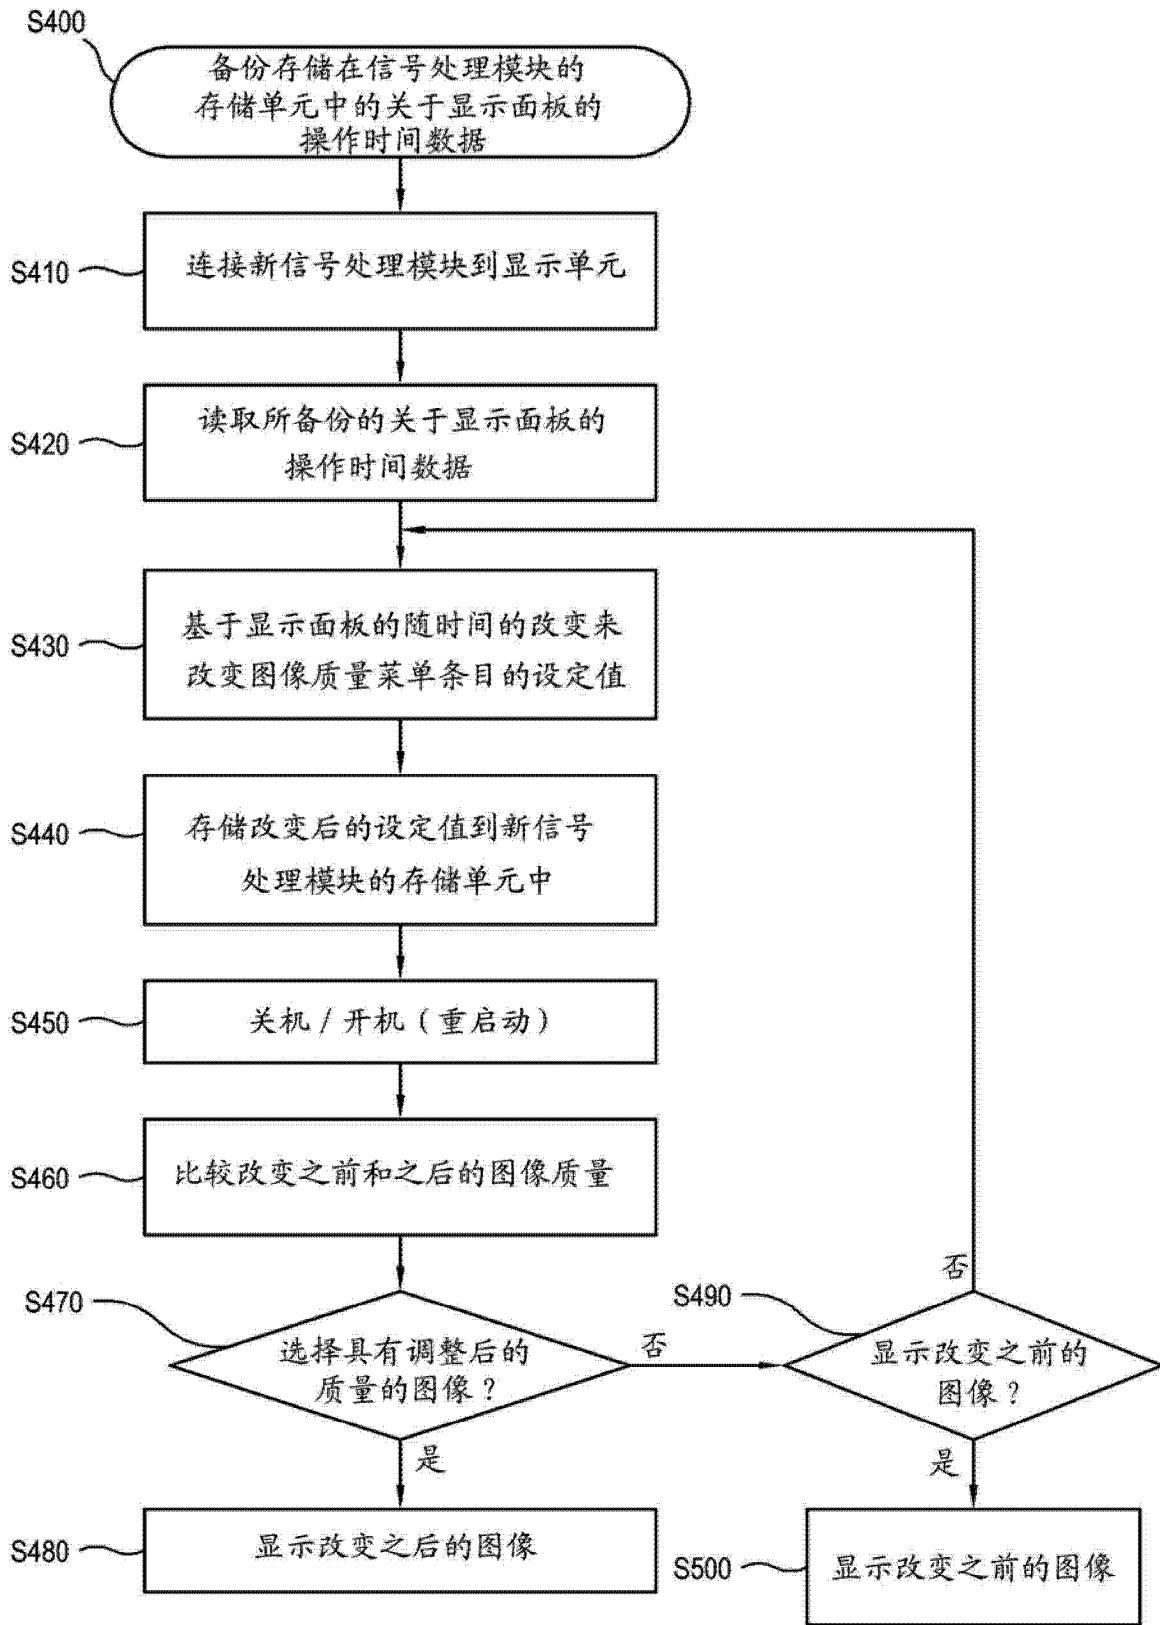 S400
备份存储在信号处理模块的
存储单元中的关于显示面板的
操作时间数据
S410
连接新信号处理模块到显示单元
S420
读取所备份的关于显示面板的
操作时间数据
S430
基于显示面板的随时间的改变来
改变图像质量菜单条目的设定值
S440
存储改变后的设定值到新信号
处理模块的存储单元中
S450
关机 / 开机 ( 重启动 )
S460
比较改变之前和之后的图像质量
S470
选择具有调整后的
质量的图像？
否
是
S490
否
显示改变之前的
图像？
是
S480
显示改变之后的图像
S500
显示改变之前的图像